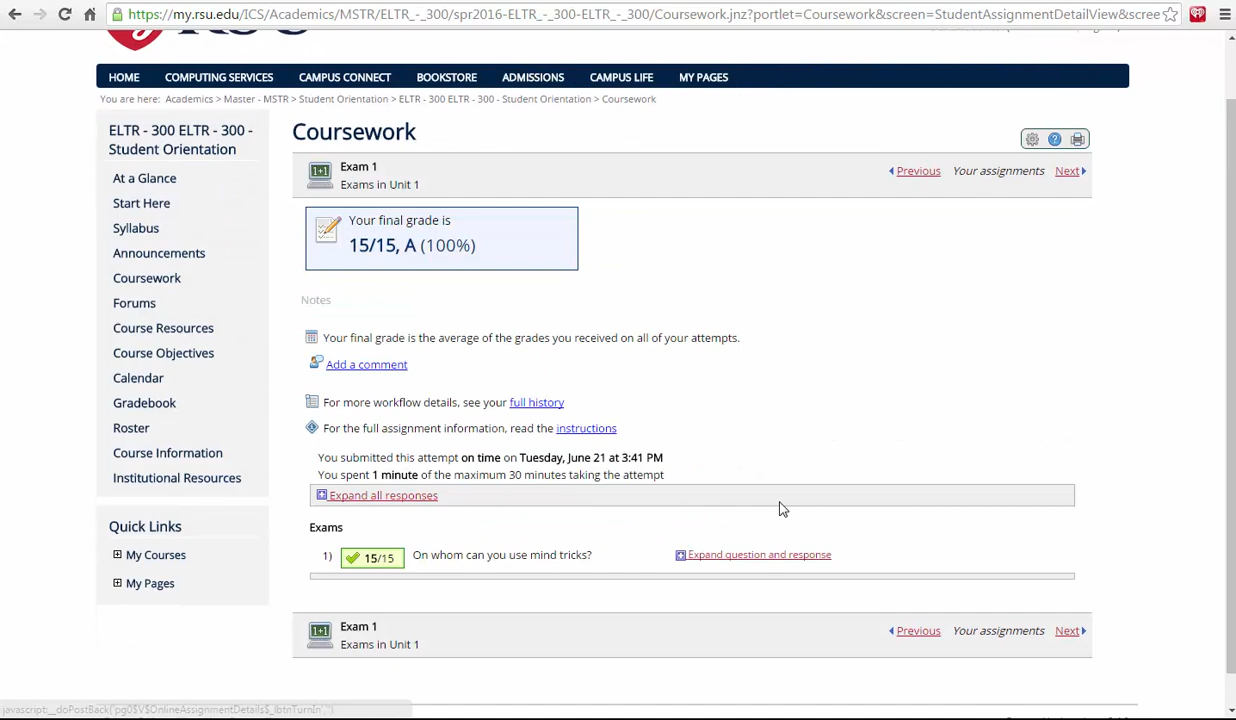 https://my.rsu.edu/ICS/Academics/MSTR/ELTR_-_300/spr2016-ELTR_-_300-ELTR_-_300/Coursework.jnz?portlet=Coursework&screen=StudentAssignmentDetailView&scree
HOME COMPUTING SERVICES CAMPUS CONNECT BOOKSTORE ADMISSIONS CAMPUS LIFE MY PAGES
You are here: Academics > Master - MSTR > Student Orientation > ELTR - 300 ELTR - 300 - Student Orientation > Coursework
ELTR - 300 ELTR - 300 -
Student Orientation
At a Glance
Start Here
Syllabus
Announcements
Coursework
Forums
Course Resources
Course Objectives
Calendar
Gradebook
Roster
Course Information
Institutional Resources
Quick Links
My Courses
My Pages
Coursework
Exam 1
Exams in Unit 1
Previous Your assignments Next
Your final grade is
15/15, A (100%)
Notes
Your final grade is the average of the grades you received on all of your attempts.
Add a comment
For more workflow details, see your full history
For the full assignment information, read the instructions
You submitted this attempt on time on Tuesday, June 21 at 3:41 PM
You spent 1 minute of the maximum 30 minutes taking the attempt
Expand all responses
Exams
1) 15/15 On whom can you use mind tricks? Expand question and response
Exam 1
Exams in Unit 1
Previous Your assignments Next
javascript:__doPostBack('pg0$V$OnlineAssignmentDetails$_lbtnTurnIn','')